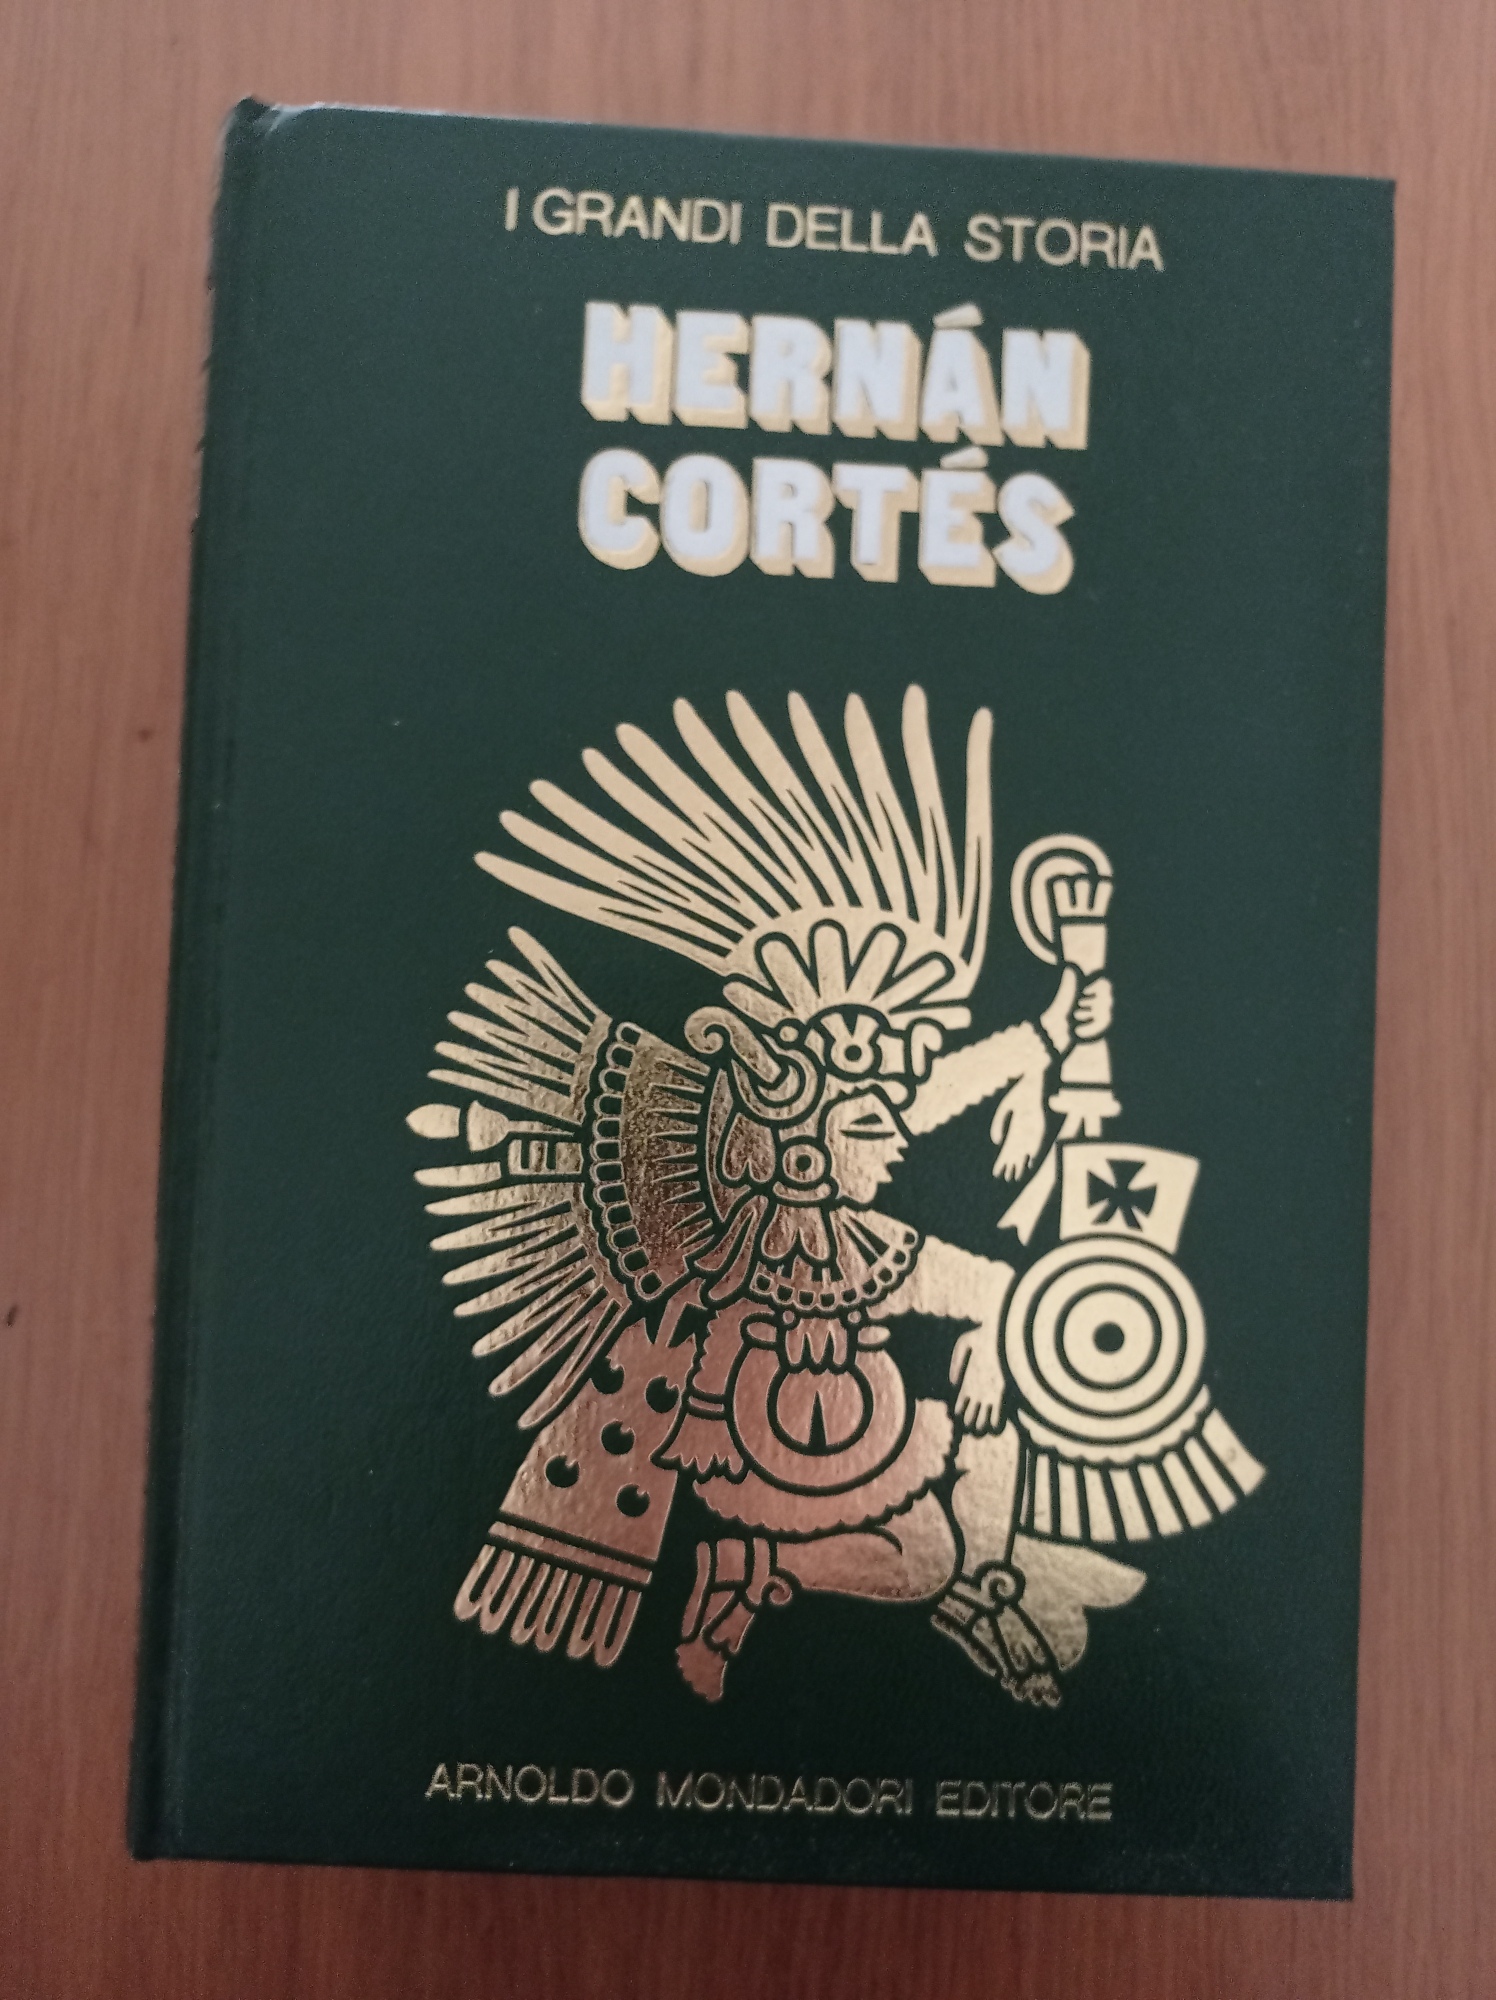 I GRANDI DELLA STORIA
HERNÁN
CORTÉS
ARNOLDO MONDADORI EDITORE